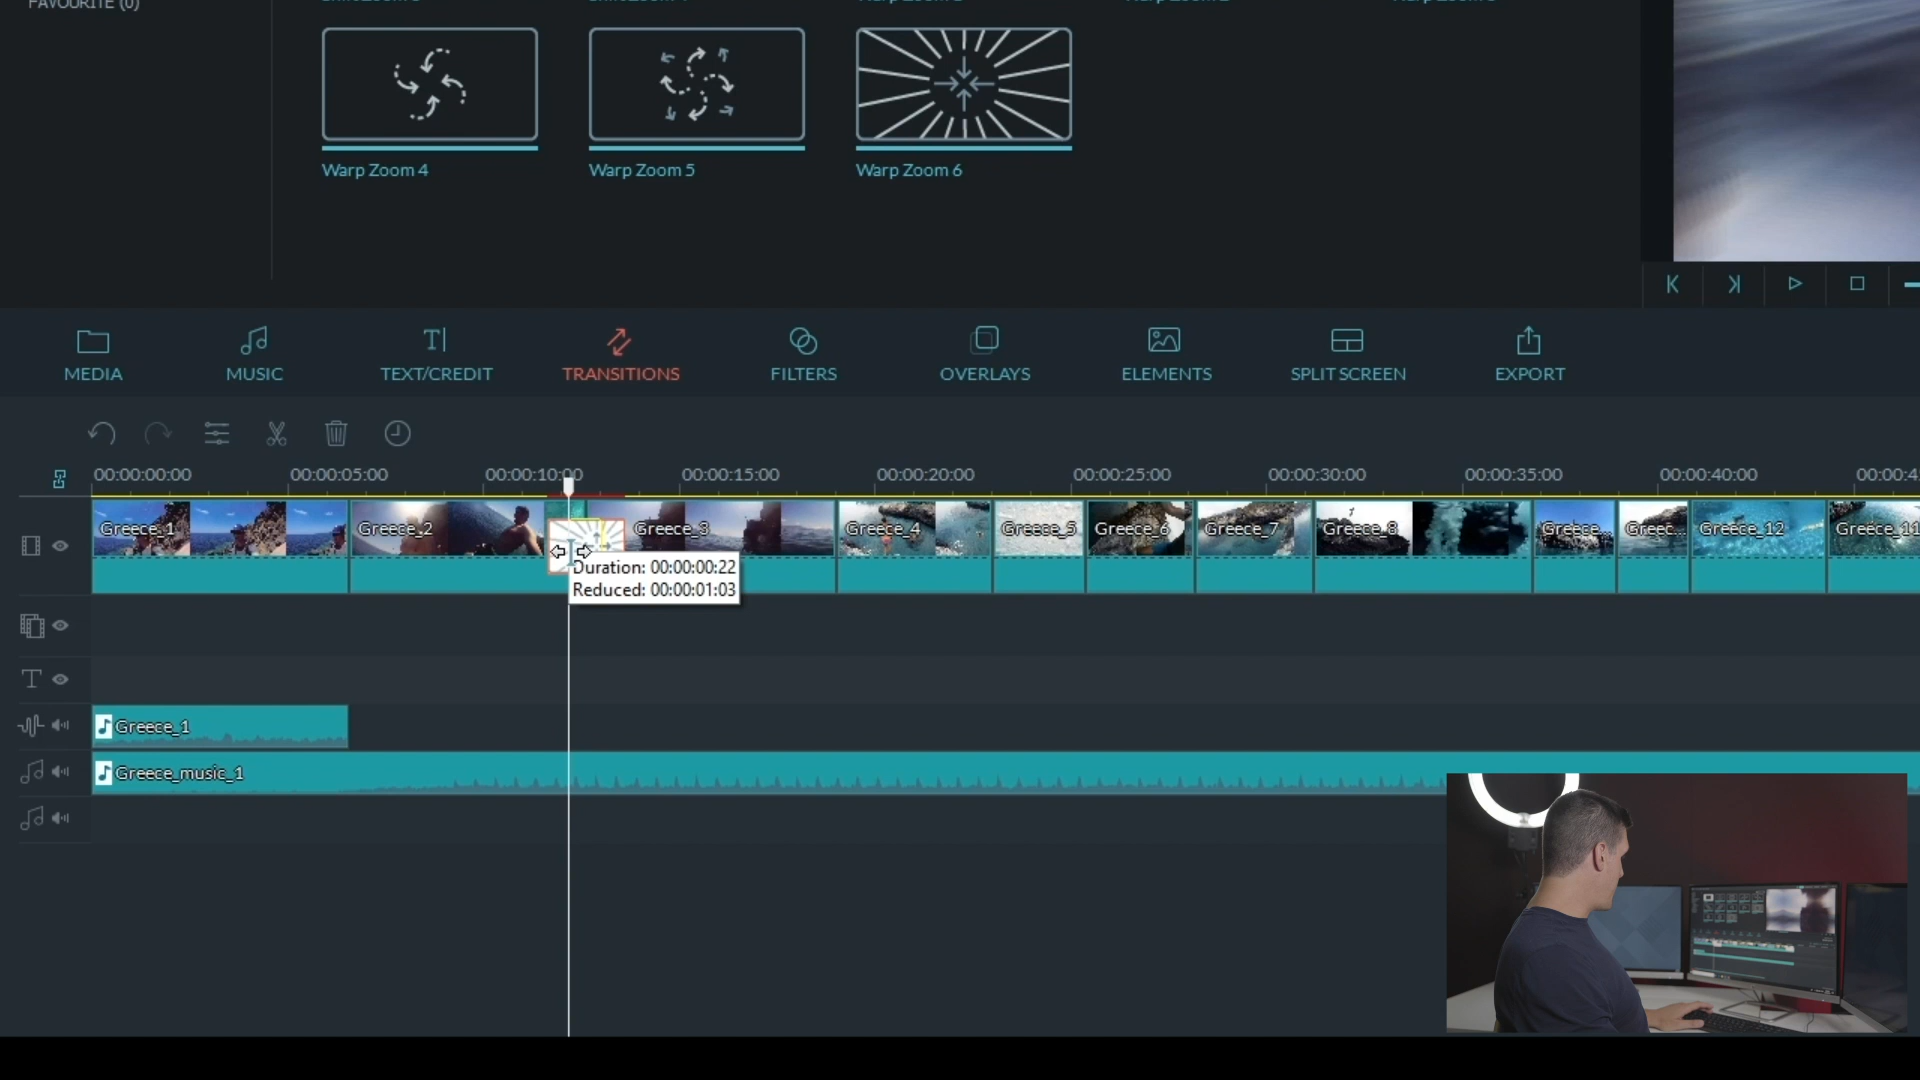 FAVOURITE (0)
Warp Zoom 4
Warp Zoom 5
Warp Zoom 6
MEDIA
MUSIC
TEXT/CREDIT
TRANSITIONS
FILTERS
OVERLAYS
ELEMENTS
SPLIT SCREEN
EXPORT
00:00:00:00
00:00:05:00
00:00:10:00
00:00:15:00
00:00:20:00
00:00:25:00
00:00:30:00
00:00:35:00
00:00:40:00
00:00:4
Greece_1
Greece_2
Greece_3
Greece_4
Greece_5
Greece_6
Greece_7
Greece_8
Greece...
Greec...
Greece_12
Greece_11
Duration: 00:00:00:22
Reduced: 00:00:01:03
Greece_1
Greece_music_1